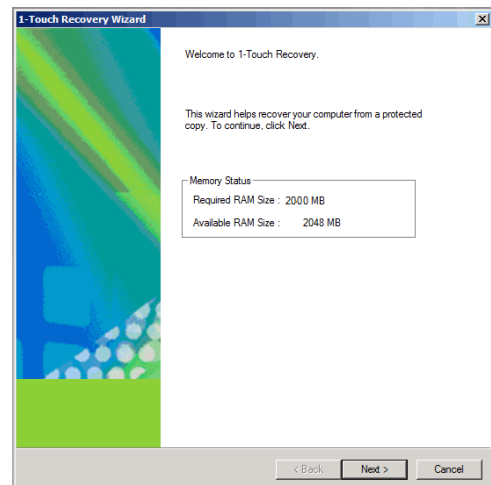 1-Touch Recovery Wizard
Welcome to 1-Touch Recovery.
This wizard helps recover your computer from a protected
copy. To continue, click Next.
Memory Status
Required RAM Size : 2000 MB
Available RAM Size : 2048 MB
< Back Next > Cancel